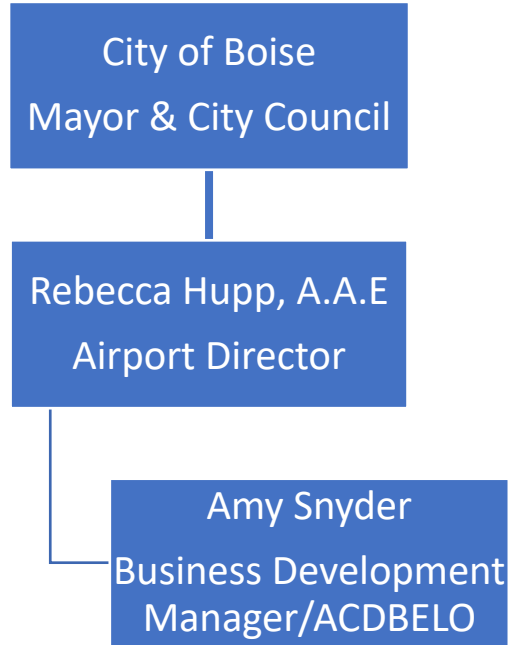 City of Boise
Mayor & City Council
Rebecca Hupp, A.A.E
Airport Director
Amy Snyder
Business Development
Manager/ACDBELO